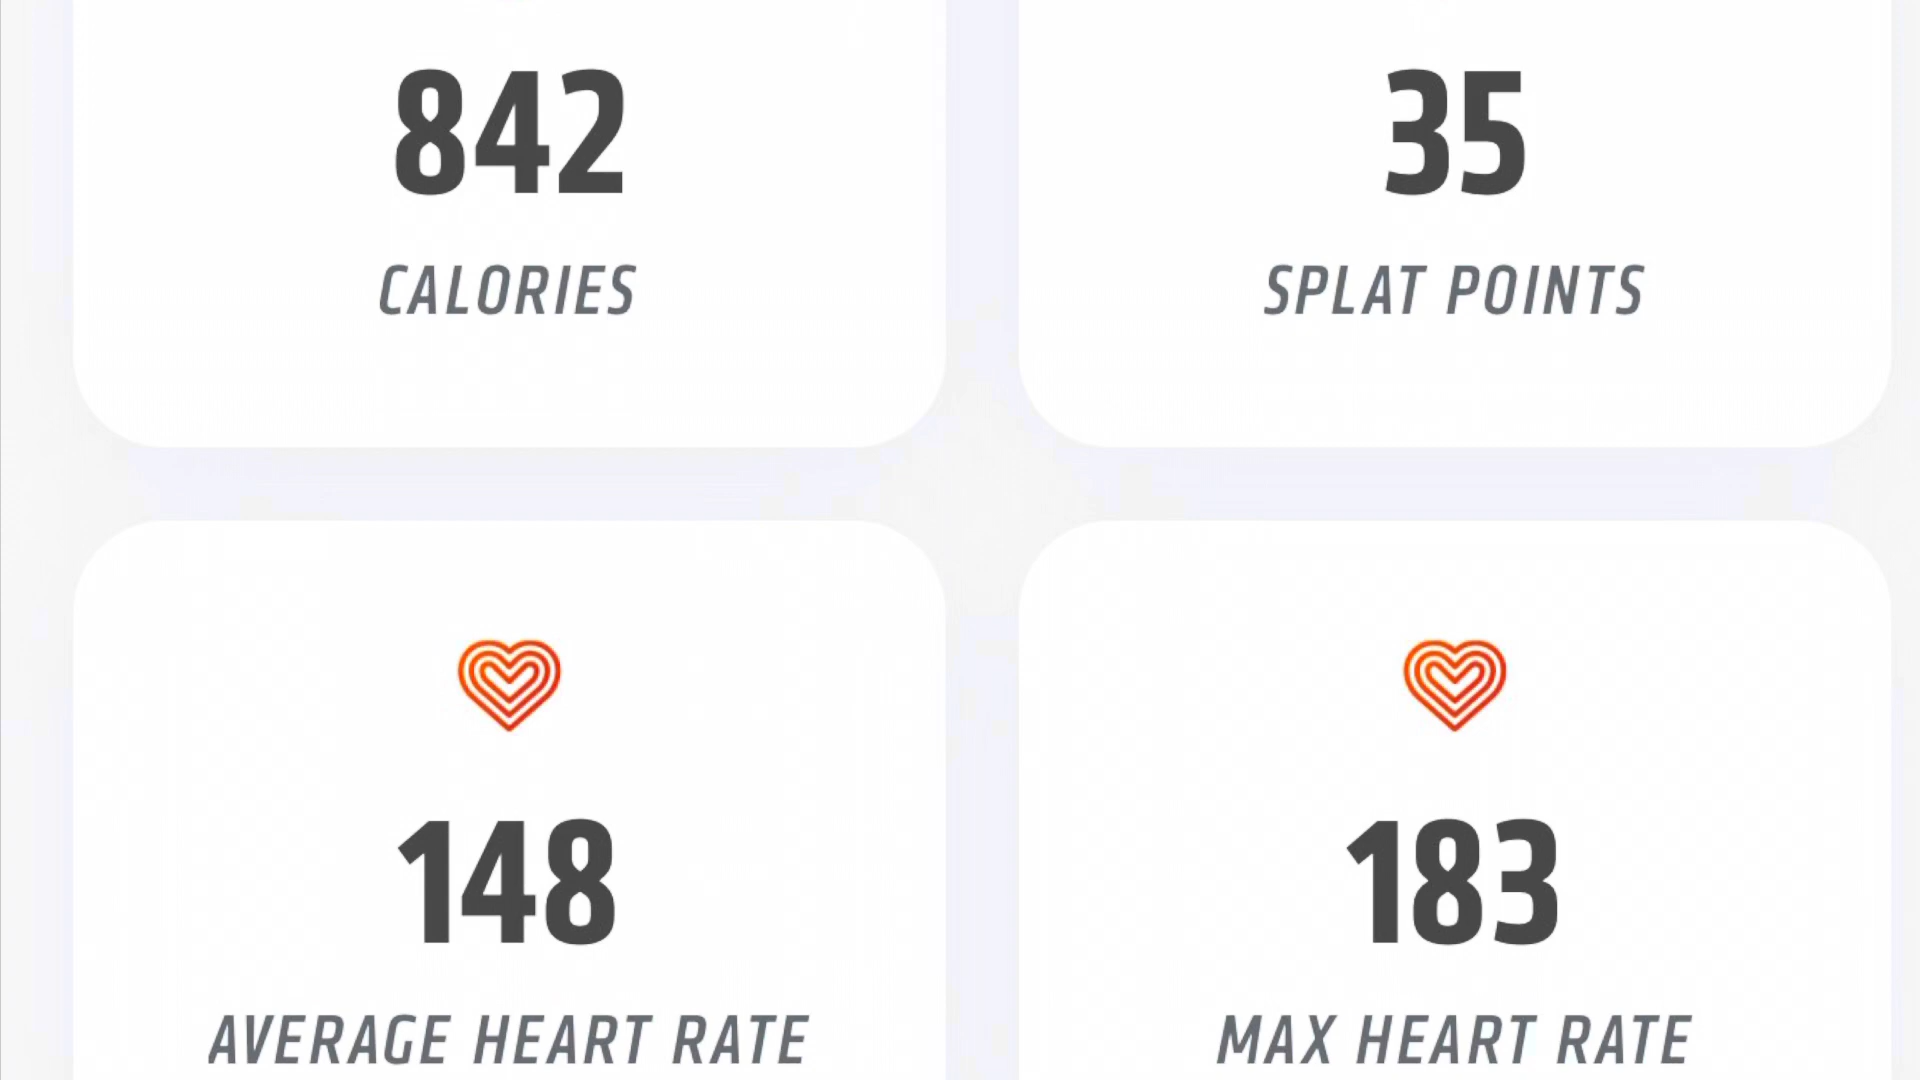 842
CALORIES
35
SPLAT POINTS
148
AVERAGE HEART RATE
183
MAX HEART RATE